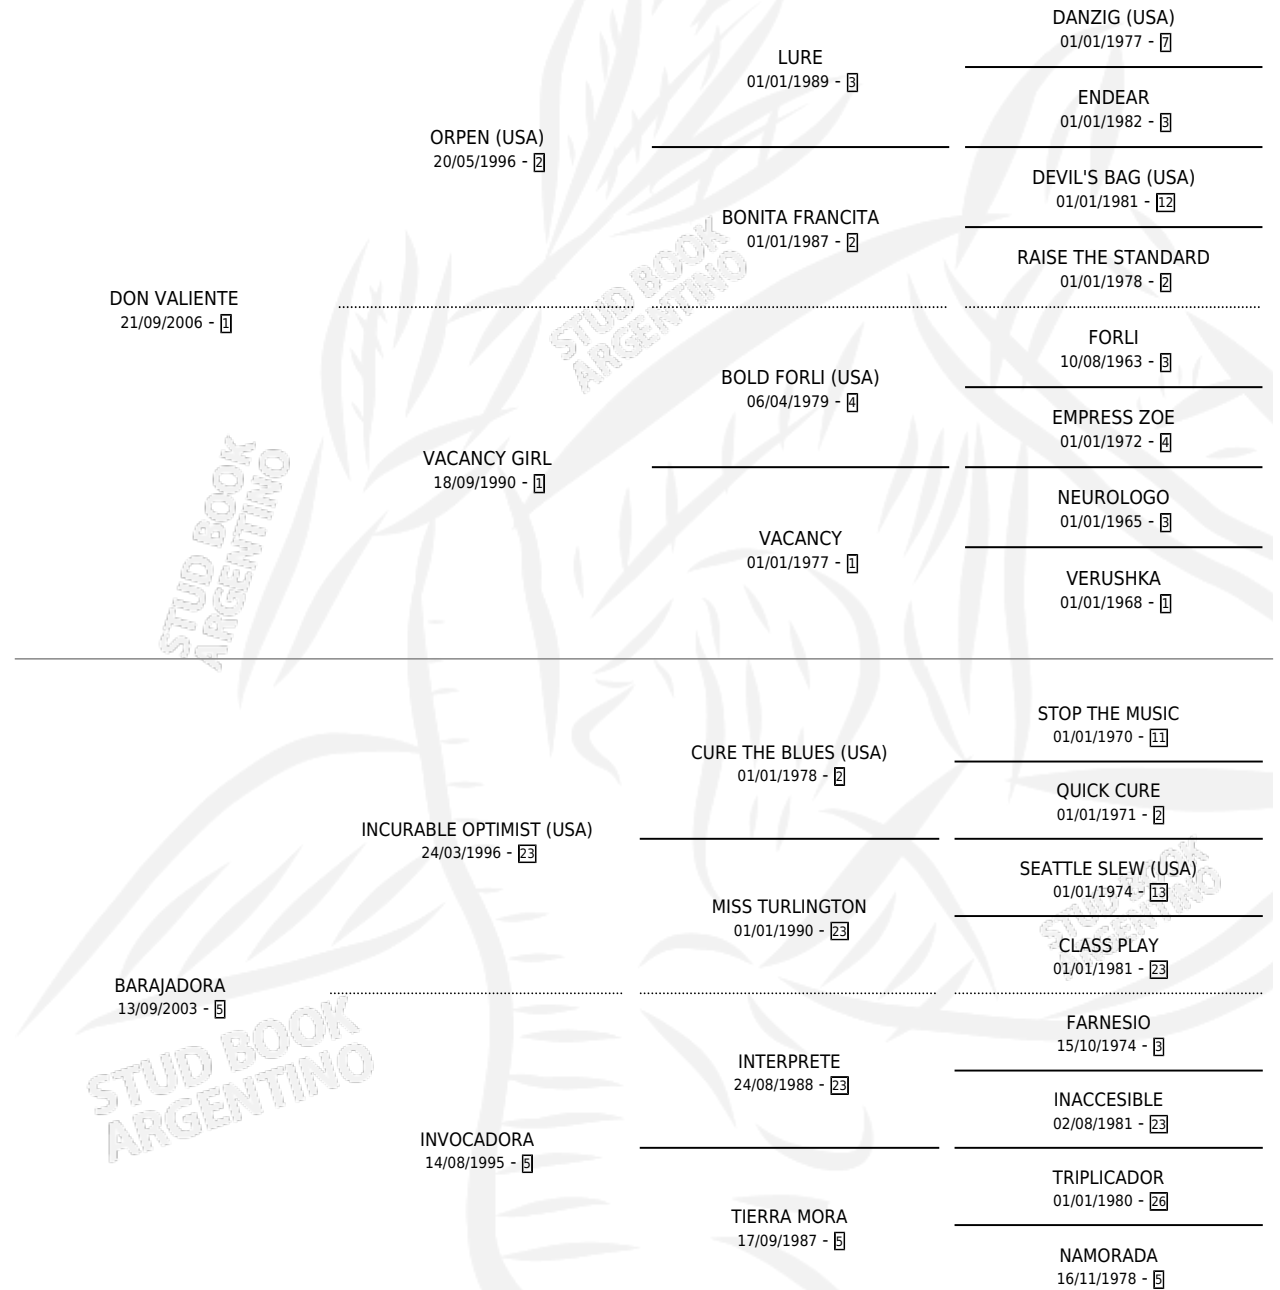 DANZIG (USA)
01/01/1977 - 7
LURE
01/01/1989 - 3
ENDEAR
01/01/1982 - 3
ORPEN (USA)
20/05/1996 - 2
DEVIL'S BAG (USA)
01/01/1981 - 12
BONITA FRANCITA
01/01/1987 - 2
RAISE THE STANDARD
01/01/1978 - 2
DON VALIENTE
21/09/2006 - 1
STUD BOOK
ARGENTINO
FORLI
10/08/1963 - 3
BOLD FORLI (USA)
06/04/1979 - 4
EMPRESS ZOE
01/01/1972 - 4
VACANCY GIRL
18/09/1990 - 1
NEUROLOGO
01/01/1965 - 3
VACANCY
01/01/1977 - 1
VERUSHKA
01/01/1968 - 1
STUD BOOK
ARGENTINO
STOP THE MUSIC
01/01/1970 - 11
CURE THE BLUES (USA)
01/01/1978 - 2
QUICK CURE
01/01/1971 - 2
INCURABLE OPTIMIST (USA)
24/03/1996 - 23
SEATTLE SLEW (USA)
01/01/1974 - 13
MISS TURLINGTON
01/01/1990 - 23
STUD BOOK
ARGENTINO
CLASS PLAY
01/01/1981 - 23
BARAJADORA
13/09/2003 - 5
FARNESIO
15/10/1974 - 3
STUD BOOK
ARGENTINO
INTERPRETE
24/08/1988 - 23
INACCESIBLE
02/08/1981 - 23
INVOCADORA
14/08/1995 - 5
TRIPLICADOR
01/01/1980 - 26
TIERRA MORA
17/09/1987 - 5
NAMORADA
16/11/1978 - 5